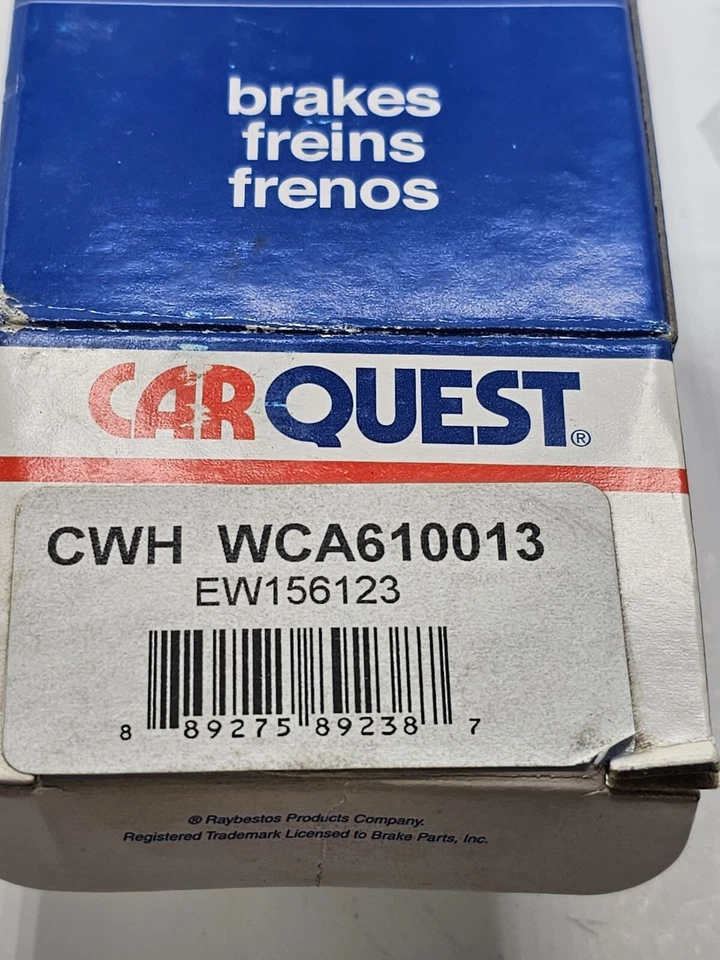 brakes
freins
frenos
CARQUEST®
CWH WCA610013
EW156123
8 89275 89238 7
® Raybestos Products Company.
Registered Trademark Licensed to Brake Parts, Inc.